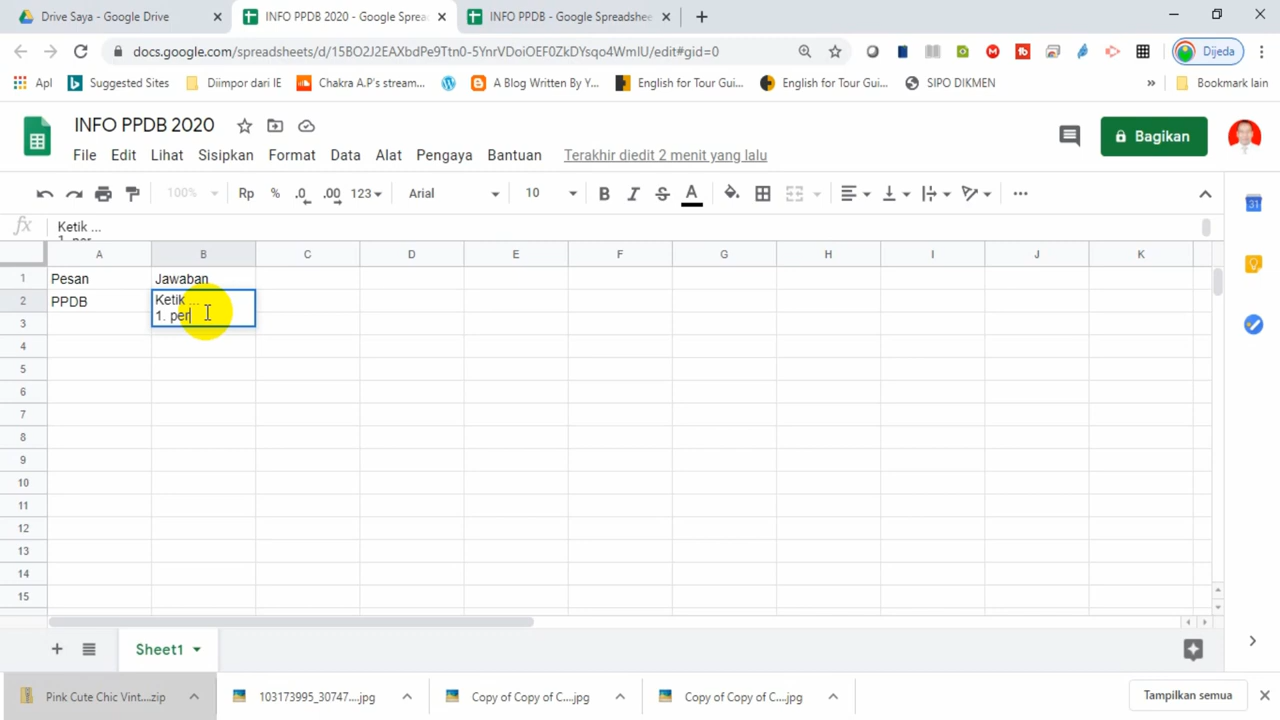 Drive Saya - Google Drive
INFO PPDB 2020 - Google Sprea
INFO PPDB - Google Spreadshee
docs.google.com/spreadsheets/d/15BO2J2EAXbdPe9Ttn0-5YnrVDoiOEF0ZkDYsqo4WmIU/edit#gid=0
Dijeda
Apl
Suggested Sites
Diimpor dari IE
Chakra A.P's stream...
A Blog Written By Y...
English for Tour Gui...
English for Tour Gui...
SIPO DIKMEN
»
Bookmark lain
INFO PPDB 2020
Bagikan
File Edit Lihat Sisipkan Format Data Alat Pengaya Bantuan Terakhir diedit 2 menit yang lalu
100% Rp % .0 .00 123 Arial 10 B I S A
fx Ketik ...
1. per
A B C D E F G H I J K
1 Pesan Jawaban
2 PPDB Ketik ...
1. per
3
4
5
6
7
8
9
10
11
12
13
14
15
Sheet1
Pink Cute Chic Vint....zip
103173995_30747....jpg
Copy of Copy of C....jpg
Copy of Copy of C....jpg
Tampilkan semua
31